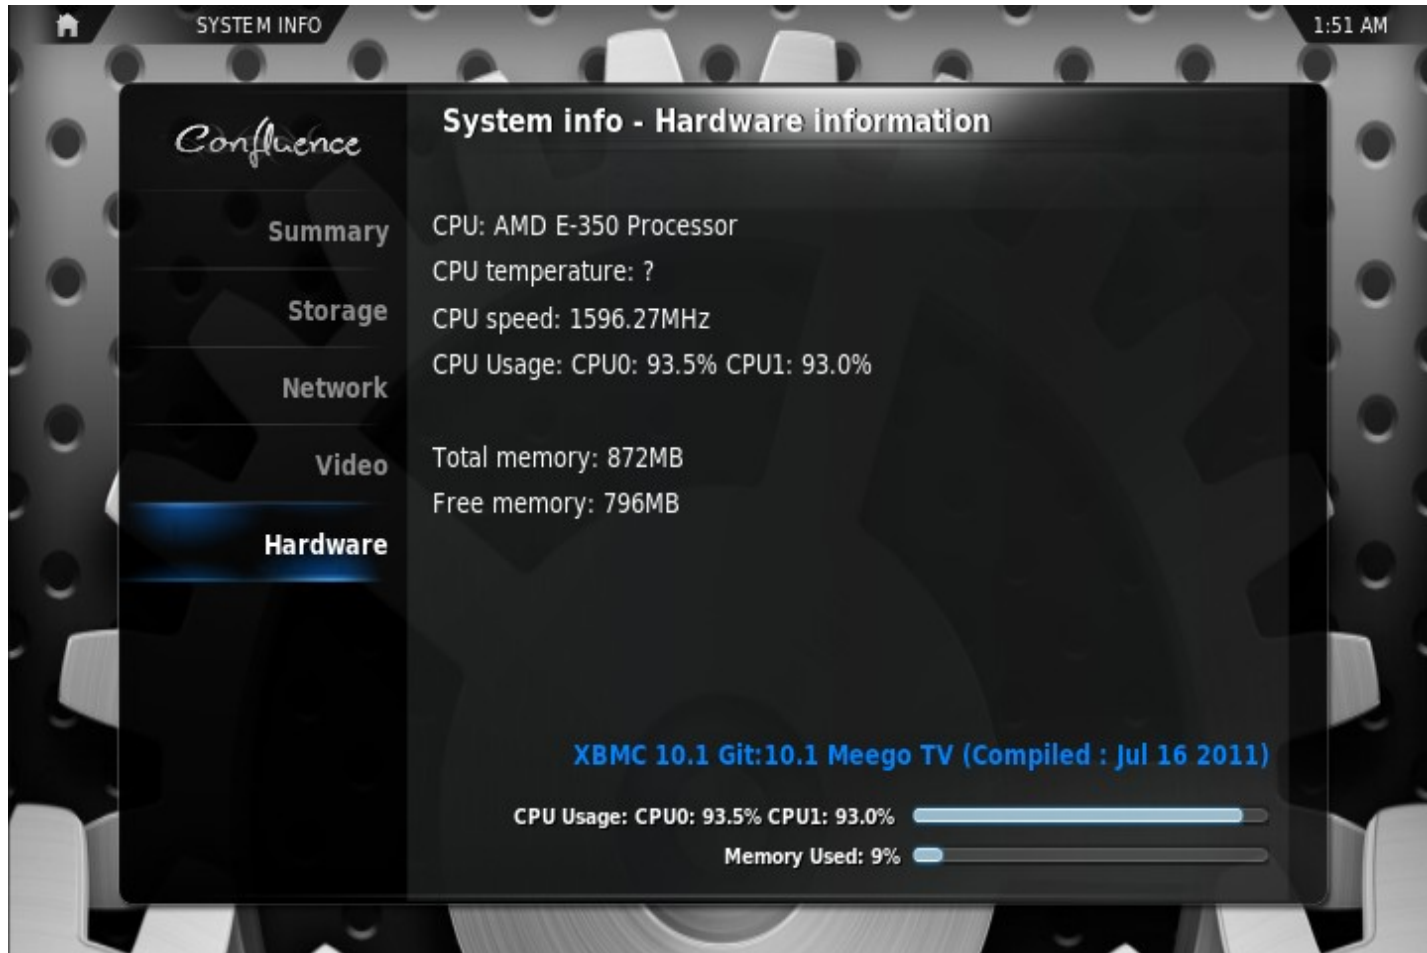 SYSTEM INFO
1:51 AM
Confluence
System info - Hardware information
Summary
Storage
Network
Video
Hardware
CPU: AMD E-350 Processor
CPU temperature: ?
CPU speed: 1596.27MHz
CPU Usage: CPU0: 93.5% CPU1: 93.0%
Total memory: 872MB
Free memory: 796MB
XBMC 10.1 Git:10.1 Meego TV (Compiled : Jul 16 2011)
CPU Usage: CPU0: 93.5% CPU1: 93.0%
Memory Used: 9%